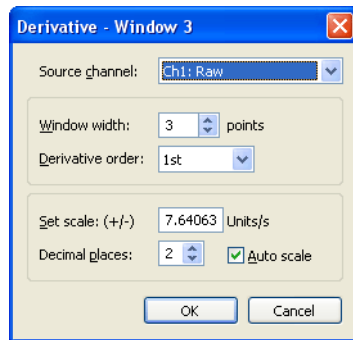 Derivative - Window 3
Source channel: Ch1: Raw
Window width: 3 points
Derivative order: 1st
Set scale: (+/-) 7.64063 Units/s
Decimal places: 2 Auto scale
OK Cancel